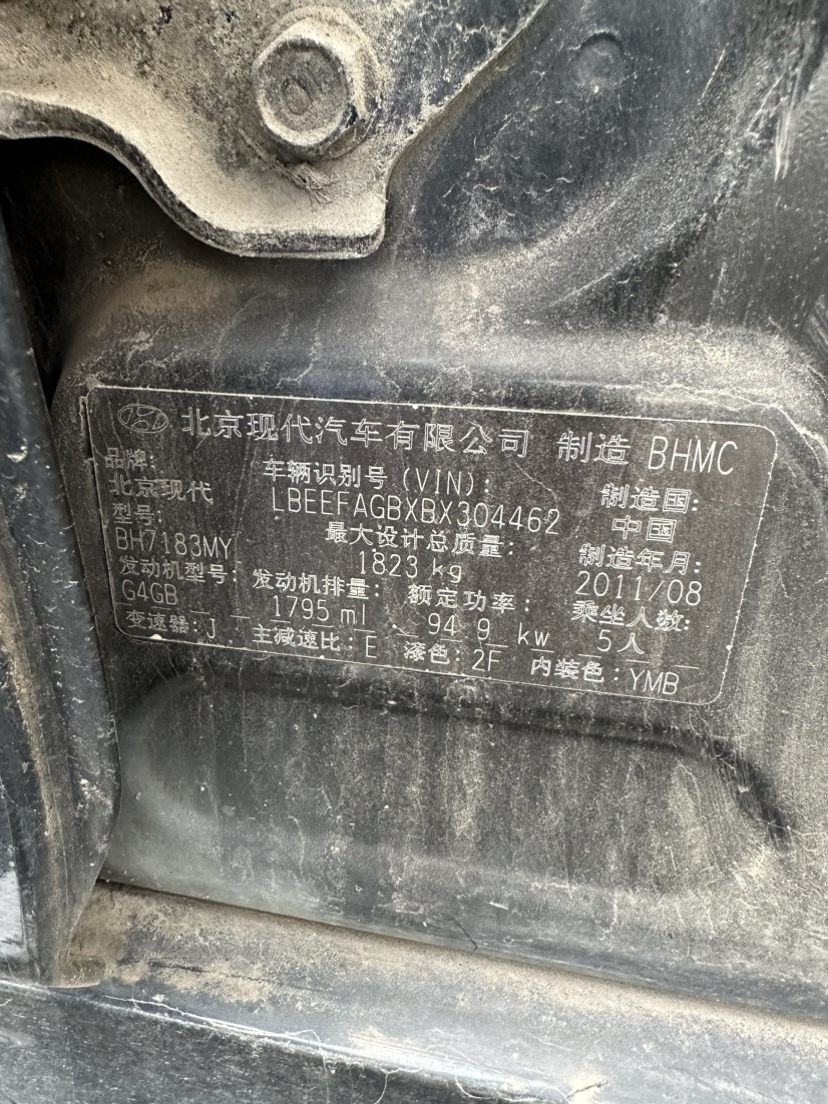 北京现代汽车有限公司 制造 BHMC
品牌: 车辆识别号 (VIN): 制造国:
北京现代 LBEEFAGBXBX304462 中国
型号: 最大设计总质量: 制造年月:
BH7183MY 1823 kg 2011/08
发动机型号: 发动机排量: 额定功率: 乘坐人数:
G4GB 1795 ml 94.9 kw 5人
变速器: J 主减速比: E 漆色: 2F 内装色: YMB